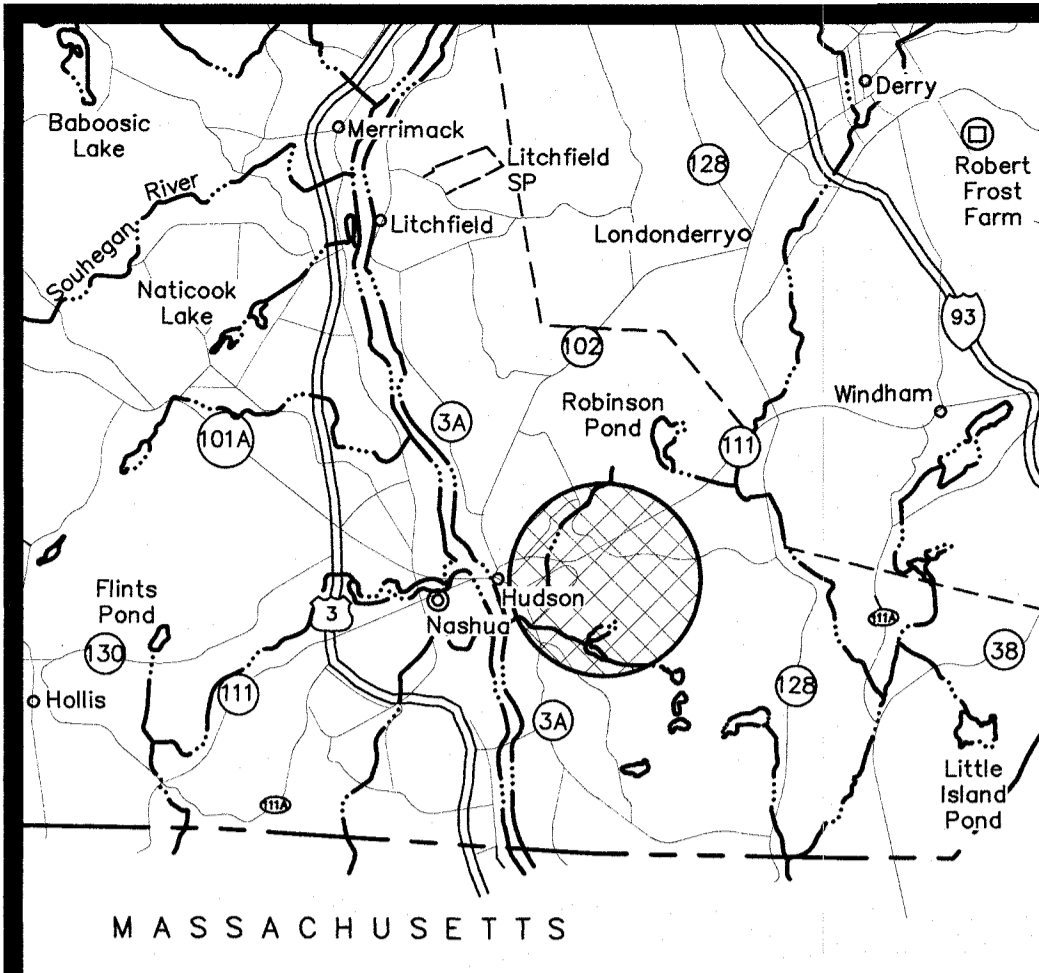 Derry
Baboosic
Lake
Merrimack
Litchfield
SP
128
Robert
Frost
Farm
Souhegan River
Litchfield
Londonderry
Naticook
Lake
93
102
Windham
Robinson
Pond
3A
101A
111
Flints
Pond
3
Hudson
Nashua
111A
130
38
Hollis
111
128
3A
Little
Island
Pond
111A
MASSACHUSETTS